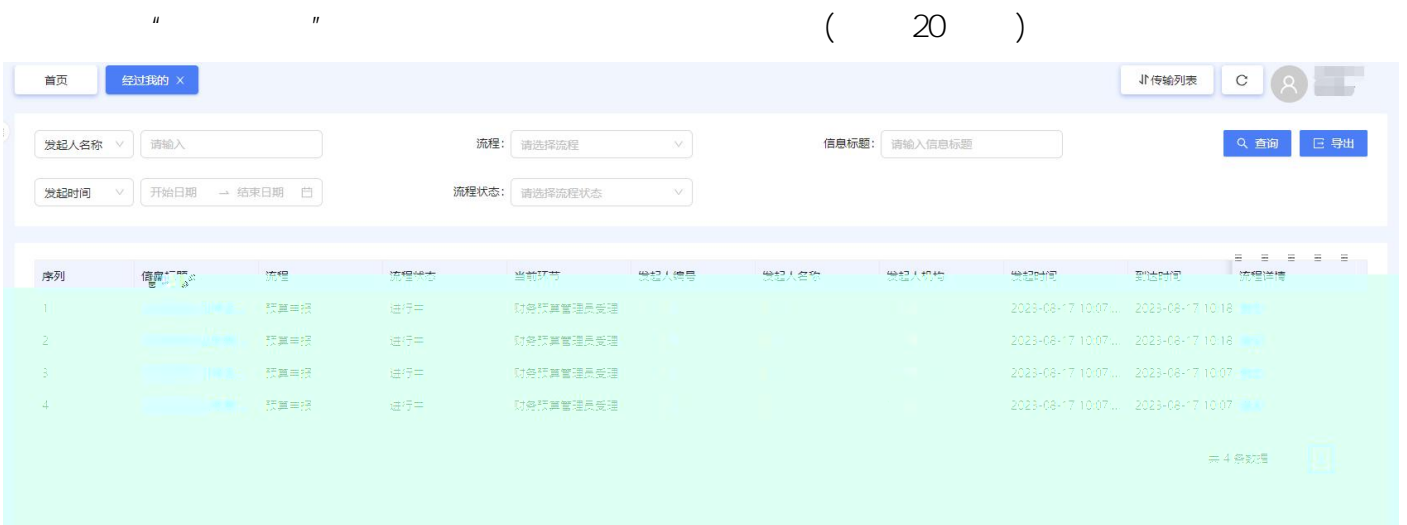 “ ” ( 20 )
首页 经过我的 × 传输列表 C
发起人名称 请输入 流程: 请选择流程 信息标题: 请输入信息标题 查询 导出
发起时间 开始日期 → 结束日期 流程状态: 请选择流程状态
序列 信息标题 流程 流程状态 当前环节 发起人编号 发起人名称 发起人机构 发起时间 到达时间 流程详情
1 预算申报 进行中 财务预算管理员受理 2023-08-17 10:07... 2023-08-17 10:18
2 预算申报 进行中 财务预算管理员受理 2023-08-17 10:07... 2023-08-17 10:18
3 预算申报 进行中 财务预算管理员受理 2023-08-17 10:07... 2023-08-17 10:07
4 预算申报 进行中 财务预算管理员受理 2023-08-17 10:07... 2023-08-17 10:07
共 4 条数据